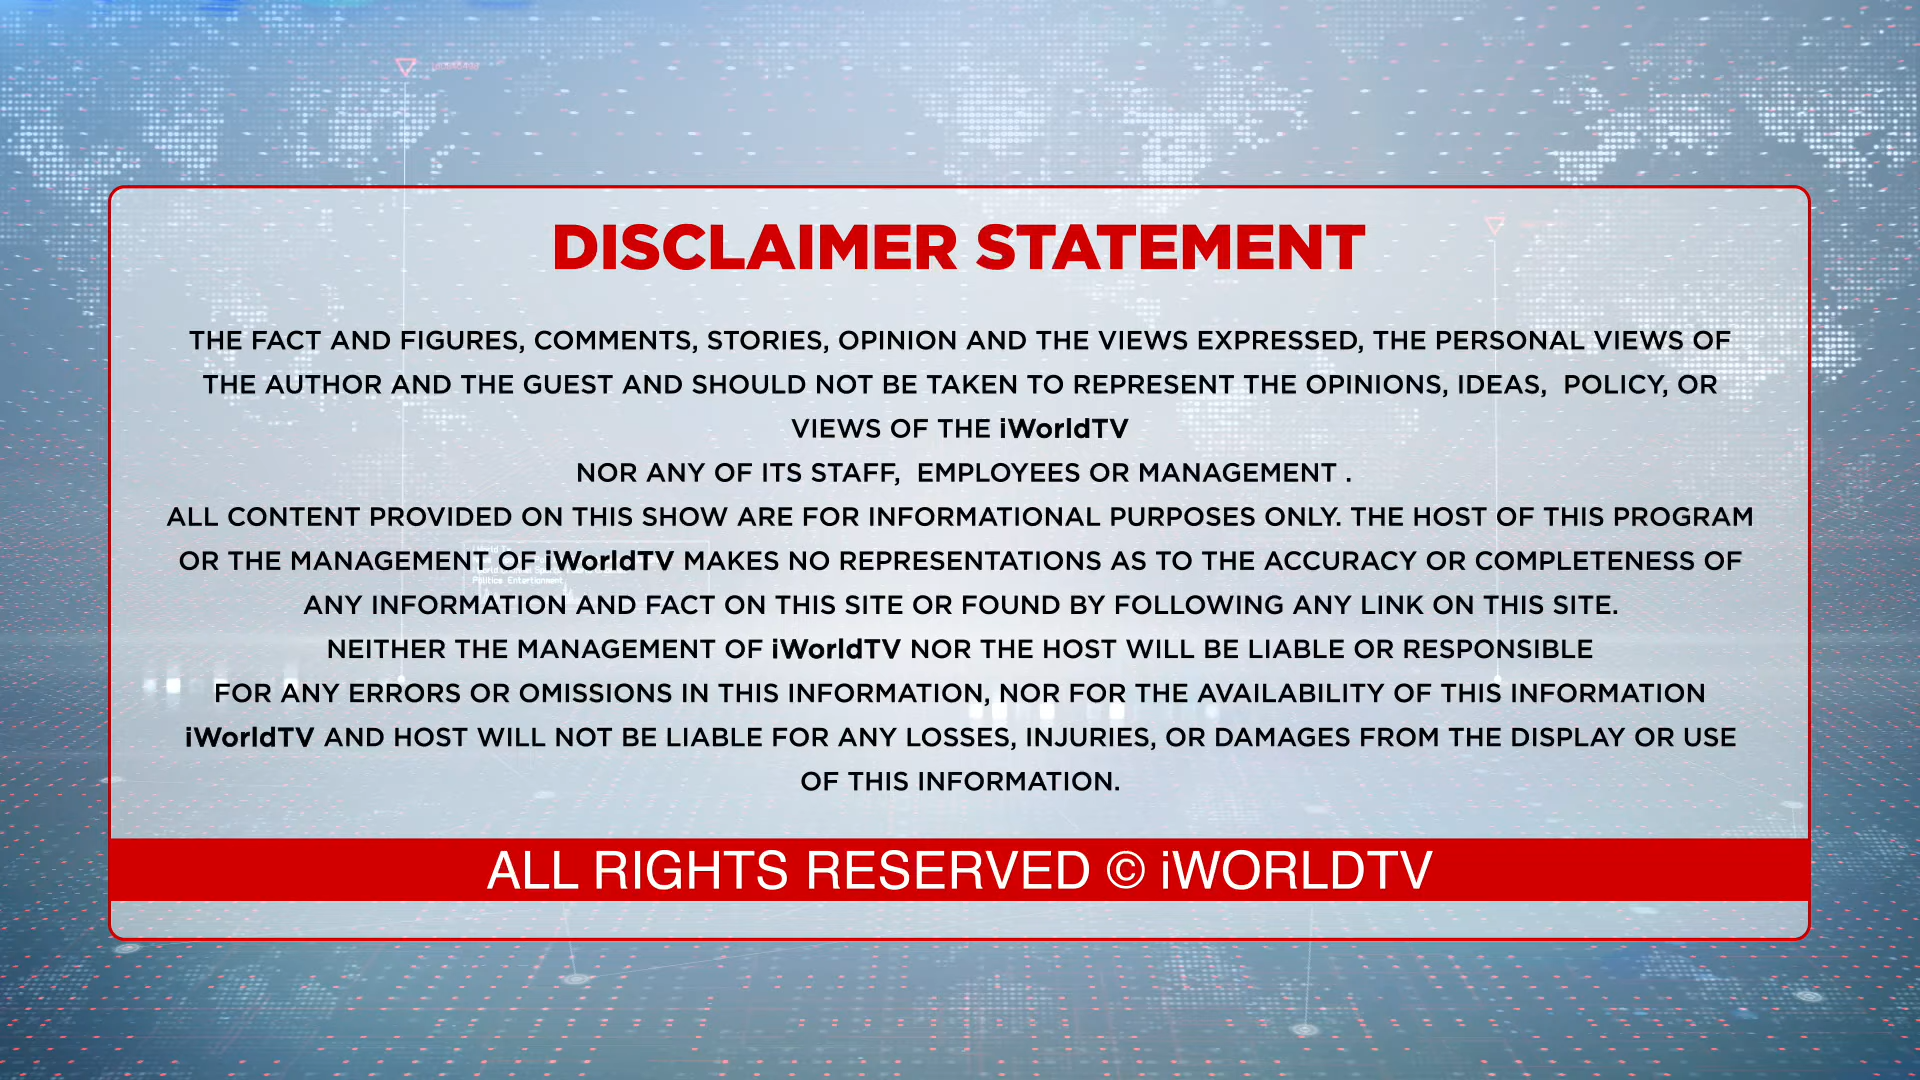 DISCLAIMER STATEMENT
THE FACT AND FIGURES, COMMENTS, STORIES, OPINION AND THE VIEWS EXPRESSED, THE PERSONAL VIEWS OF
THE AUTHOR AND THE GUEST AND SHOULD NOT BE TAKEN TO REPRESENT THE OPINIONS, IDEAS,  POLICY, OR
VIEWS OF THE iWorldTV
NOR ANY OF ITS STAFF,  EMPLOYEES OR MANAGEMENT .
ALL CONTENT PROVIDED ON THIS SHOW ARE FOR INFORMATIONAL PURPOSES ONLY. THE HOST OF THIS PROGRAM
OR THE MANAGEMENT OF iWorldTV MAKES NO REPRESENTATIONS AS TO THE ACCURACY OR COMPLETENESS OF
Politice Entertionment
ANY INFORMATION AND FACT ON THIS SITE OR FOUND BY FOLLOWING ANY LINK ON THIS SITE.
NEITHER THE MANAGEMENT OF iWorldTV NOR THE HOST WILL BE LIABLE OR RESPONSIBLE
FOR ANY ERRORS OR OMISSIONS IN THIS INFORMATION, NOR FOR THE AVAILABILITY OF THIS INFORMATION
iWorldTV AND HOST WILL NOT BE LIABLE FOR ANY LOSSES, INJURIES, OR DAMAGES FROM THE DISPLAY OR USE
OF THIS INFORMATION.
ALL RIGHTS RESERVED © iWORLDTV